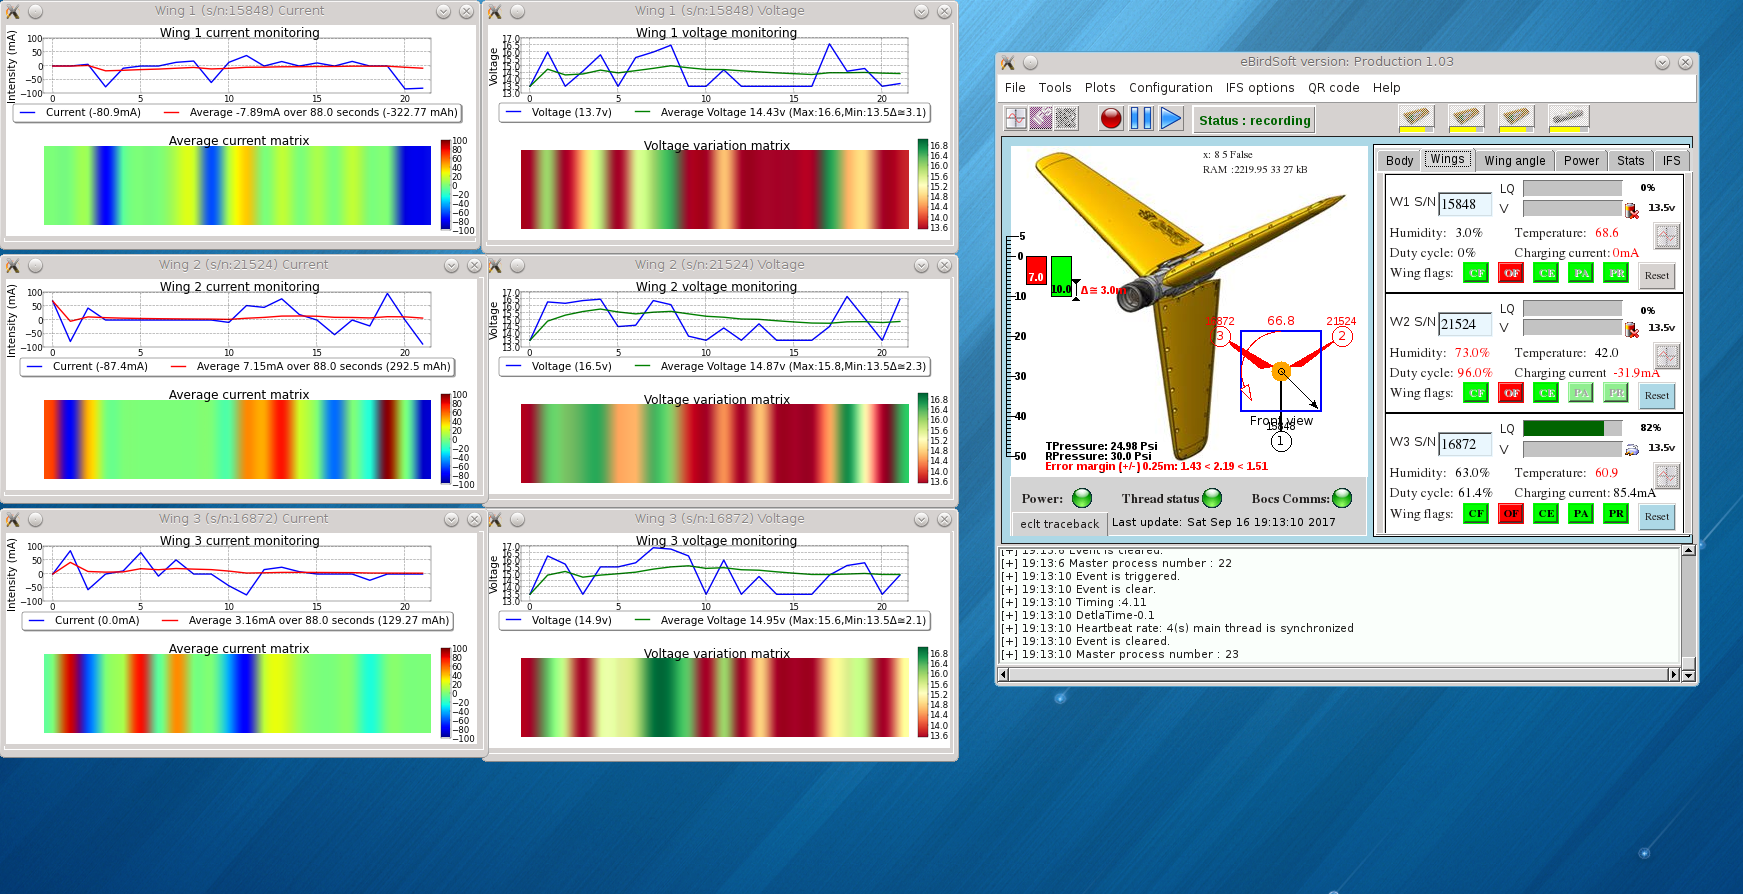 Wing 1 (s/n:15848) Current
Wing 1 current monitoring
Intensity (mA)
100
50
0
−50
−100
0 5 10 15 20
Current (-80.9mA) Average -7.89mA over 88.0 seconds (-322.77 mAh)
Average current matrix
100
80
60
40
20
0
−20
−40
−60
−80
−100
Wing 1 (s/n:15848) Voltage
Wing 1 voltage monitoring
Voltage
17.0
16.5
16.0
15.5
15.0
14.5
14.0
13.5
13.0
0 5 10 15 20
Voltage (13.7v) Average Voltage 14.43v (Max:16.6,Min:13.5Δ≅3.1)
Voltage variation matrix
16.8
16.4
16.0
15.6
15.2
14.8
14.4
14.0
13.6
Wing 2 (s/n:21524) Current
Wing 2 current monitoring
Intensity (mA)
100
50
0
−50
−100
0 5 10 15 20
Current (-87.4mA) Average 7.15mA over 88.0 seconds (292.5 mAh)
Average current matrix
100
80
60
40
20
0
−20
−40
−60
−80
−100
Wing 2 (s/n:21524) Voltage
Wing 2 voltage monitoring
Voltage
17.0
16.5
16.0
15.5
15.0
14.5
14.0
13.5
13.0
0 5 10 15 20
Voltage (16.5v) Average Voltage 14.87v (Max:15.8,Min:13.5Δ≅2.3)
Voltage variation matrix
16.8
16.4
16.0
15.6
15.2
14.8
14.4
14.0
13.6
Wing 3 (s/n:16872) Current
Wing 3 current monitoring
Intensity (mA)
100
50
0
−50
−100
0 5 10 15 20
Current (0.0mA) Average 3.16mA over 88.0 seconds (129.27 mAh)
Average current matrix
100
80
60
40
20
0
−20
−40
−60
−80
−100
Wing 3 (s/n:16872) Voltage
Wing 3 voltage monitoring
Voltage
17.0
16.5
16.0
15.5
15.0
14.5
14.0
13.5
13.0
0 5 10 15 20
Voltage (14.9v) Average Voltage 14.95v (Max:15.6,Min:13.5Δ≅2.1)
Voltage variation matrix
16.8
16.4
16.0
15.6
15.2
14.8
14.4
14.0
13.6
eBirdSoft version: Production 1.03
File Tools Plots Configuration IFS options QR code Help
Status : recording
x: 8 5 False
RAM :2219.95 33 27 kB
5
0
10
20
30
40
50
7.0
10.0
Δ≅ 3.0m
16872 66.8 21524
3 2
Front view
15848
1
TPressure: 24.98 Psi
RPressure: 30.0 Psi
Error margin (+/-) 0.25m: 1.43 < 2.19 < 1.51
Power: Thread status Bocs Comms:
eclt traceback Last update: Sat Sep 16 19:13:10 2017
Body Wings Wing angle Power Stats IFS
W1 S/N 15848 LQ 0%
V 13.5v
Humidity: 3.0% Temperature: 68.6
Duty cycle: 0% Charging current: 0mA
Wing flags: CF OF CE PA PR Reset
W2 S/N 21524 LQ 0%
V 13.5v
Humidity: 73.0% Temperature: 42.0
Duty cycle: 96.0% Charging current -31.9mA
Wing flags: CF OF CE PA PR Reset
W3 S/N 16872 LQ 82%
V 13.5v
Humidity: 63.0% Temperature: 60.9
Duty cycle: 61.4% Charging current: 85.4mA
Wing flags: CF OF CE PA PR Reset
[+] 19:13:6 Event is cleared.
[+] 19:13:6 Master process number : 22
[+] 19:13:10 Event is triggered.
[+] 19:13:10 Event is clear.
[+] 19:13:10 Timing :4.11
[+] 19:13:10 DetlaTime-0.1
[+] 19:13:10 Heartbeat rate: 4(s) main thread is synchronized
[+] 19:13:10 Event is cleared.
[+] 19:13:10 Master process number : 23